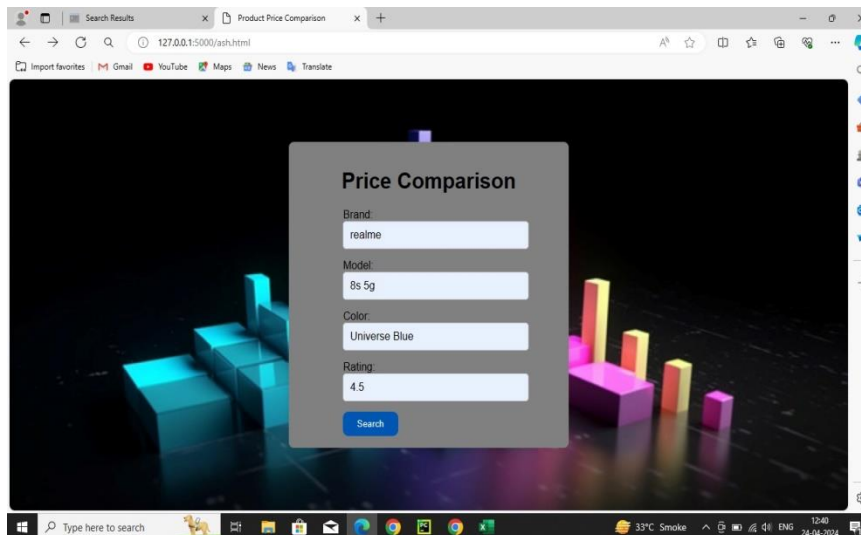 Search Results
Product Price Comparison
127.0.0.1:5000/ash.html
Import favorites Gmail YouTube Maps News Translate
Price Comparison
Brand:
realme
Model:
8s 5g
Color:
Universe Blue
Rating:
4.5
Search
Type here to search
33°C Smoke
ENG
12:40
24-04-2024